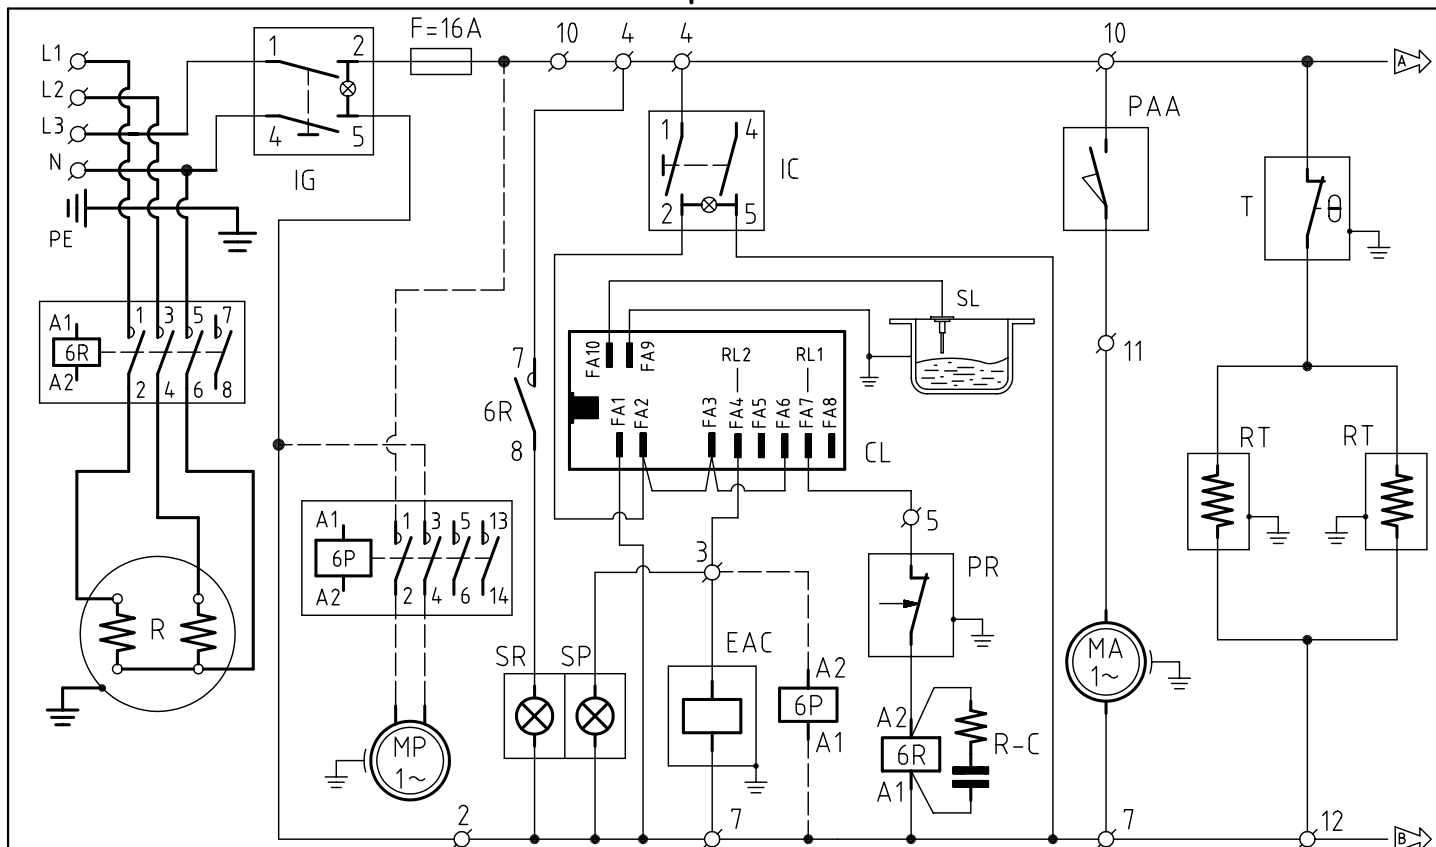 F=16A
10
4
4
10
L1
L2
L3
N
PE
1
2
4
5
IG
A
PAA
1
4
2
5
IC
T
θ
SL
A1
6R
A2
1
3
5
7
2
4
6
8
7
6R
8
FA10
FA9
RL2
RL1
FA1
FA2
FA3
FA4
FA5
FA6
FA7
FA8
CL
11
RT
RT
A1
6P
A2
1
3
5
13
2
4
6
14
3
5
PR
R
SR
SP
EAC
A2
6P
A1
MA
1~
A2
6R
A1
R-C
MP
1~
2
7
7
12
B